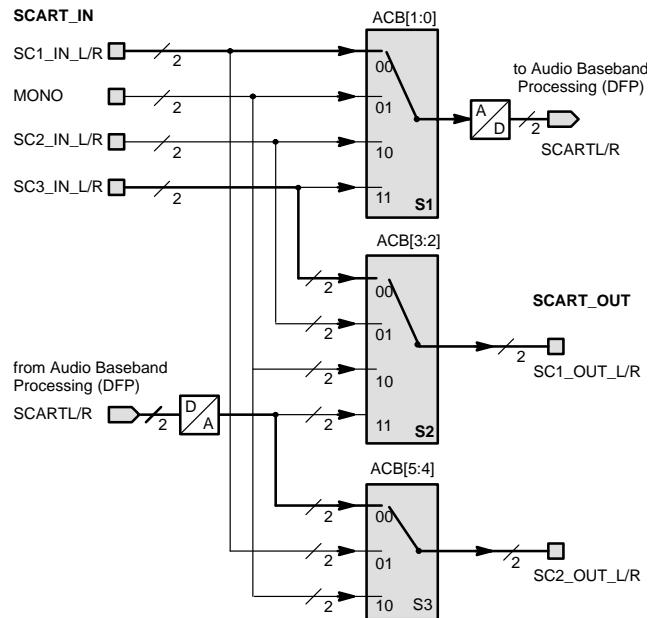 SCART_IN
ACB[1:0]
SC1_IN_L/R
2
00
to Audio Baseband
Processing (DFP)
MONO
2
01
A
D
2
SCARTL/R
SC2_IN_L/R
2
10
SC3_IN_L/R
2
11
S1
ACB[3:2]
2
00
SCART_OUT
2
01
2
SC1_OUT_L/R
from Audio Baseband
Processing (DFP)
2
10
SCARTL/R
2
D
A
2
11
S2
ACB[5:4]
2
00
2
01
2
SC2_OUT_L/R
2
10
S3